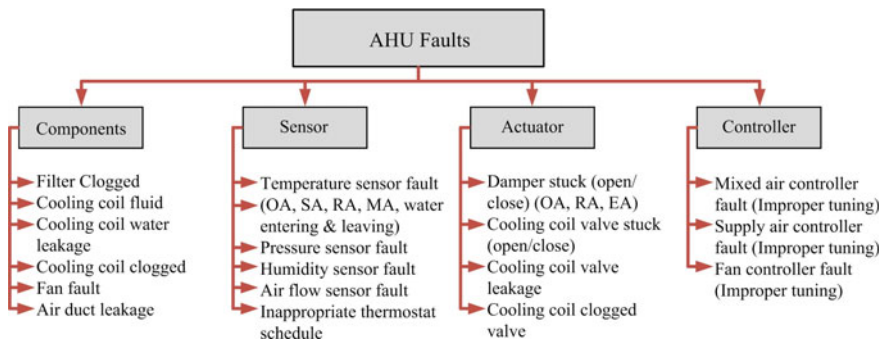 AHU Faults
Components
Filter Clogged
Cooling coil fluid
Cooling coil water
leakage
Cooling coil clogged
Fan fault
Air duct leakage
Sensor
Temperature sensor fault
(OA, SA, RA, MA, water
entering & leaving)
Pressure sensor fault
Humidity sensor fault
Air flow sensor fault
Inappropriate thermostat
schedule
Actuator
Damper stuck (open/
close) (OA, RA, EA)
Cooling coil valve stuck
(open/close)
Cooling coil valve
leakage
Cooling coil clogged
valve
Controller
Mixed air controller
fault (Improper tuning)
Supply air controller
fault (Improper tuning)
Fan controller fault
(Improper tuning)